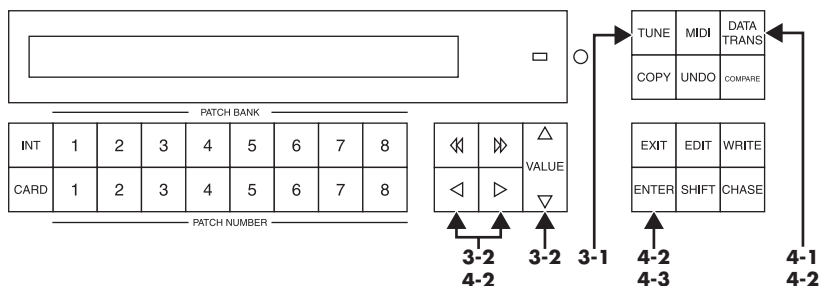 TUNE MIDI DATA TRANS
COPY UNDO COMPARE
PATCH BANK
INT 1 2 3 4 5 6 7 8
VALUE
CARD 1 2 3 4 5 6 7 8
PATCH NUMBER
EXIT EDIT WRITE
ENTER SHIFT CHASE
3-2 3-2 3-1 4-2 4-1
4-2 4-3 4-2